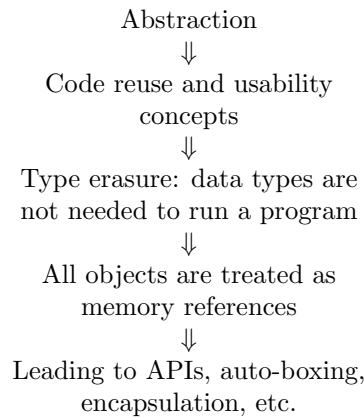 Abstraction
⇓
Code reuse and usability
concepts
⇓
Type erasure: data types are
not needed to run a program
⇓
All objects are treated as
memory references
⇓
Leading to APIs, auto-boxing,
encapsulation, etc.